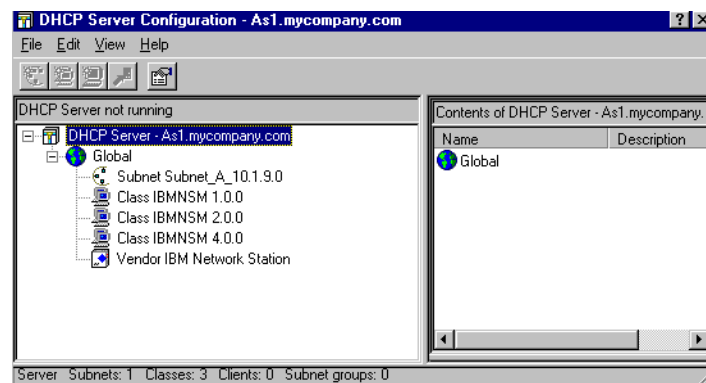 DHCP Server Configuration - As1.mycompany.com
File Edit View Help
DHCP Server not running
DHCP Server - As1.mycompany.com
Global
Subnet Subnet_A_10.1.9.0
Class IBMNSM 1.0.0
Class IBMNSM 2.0.0
Class IBMNSM 4.0.0
Vendor IBM Network Station
Contents of DHCP Server - As1.mycompany.
Name Description
Global
Server Subnets: 1 Classes: 3 Clients: 0 Subnet groups: 0